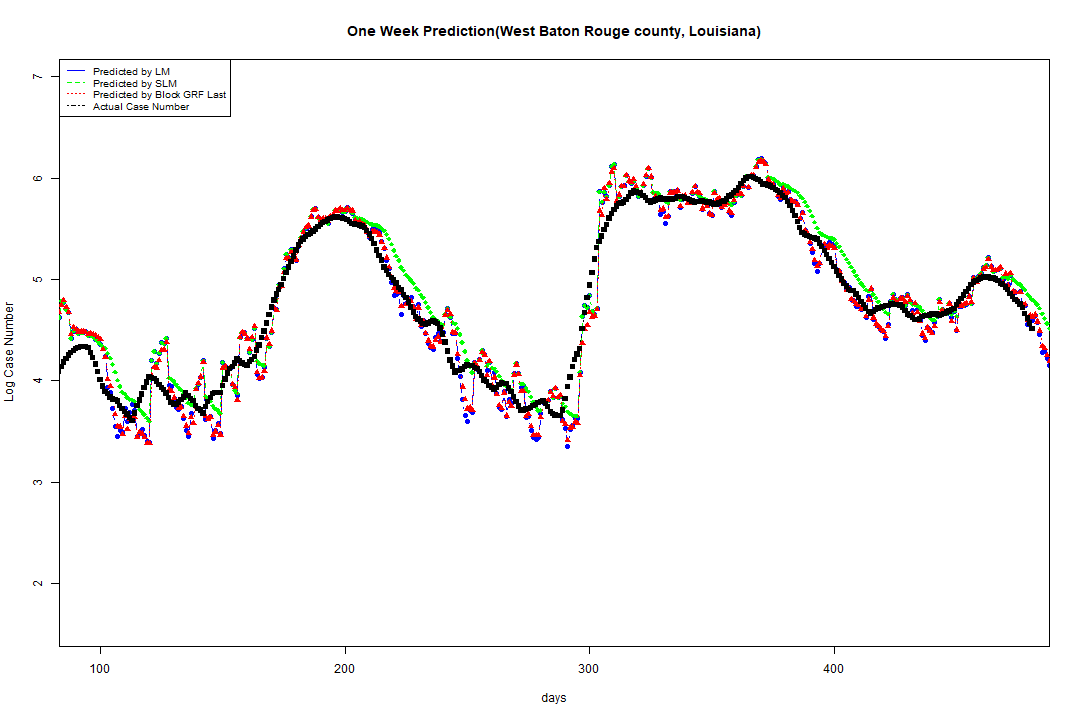 One Week Prediction(West Baton Rouge county, Louisiana)
Predicted by LM
Predicted by SLM
Predicted by Block GRF Last
Actual Case Number
7
6
5
4
3
2
Log Case Number
100 200 300 400
days